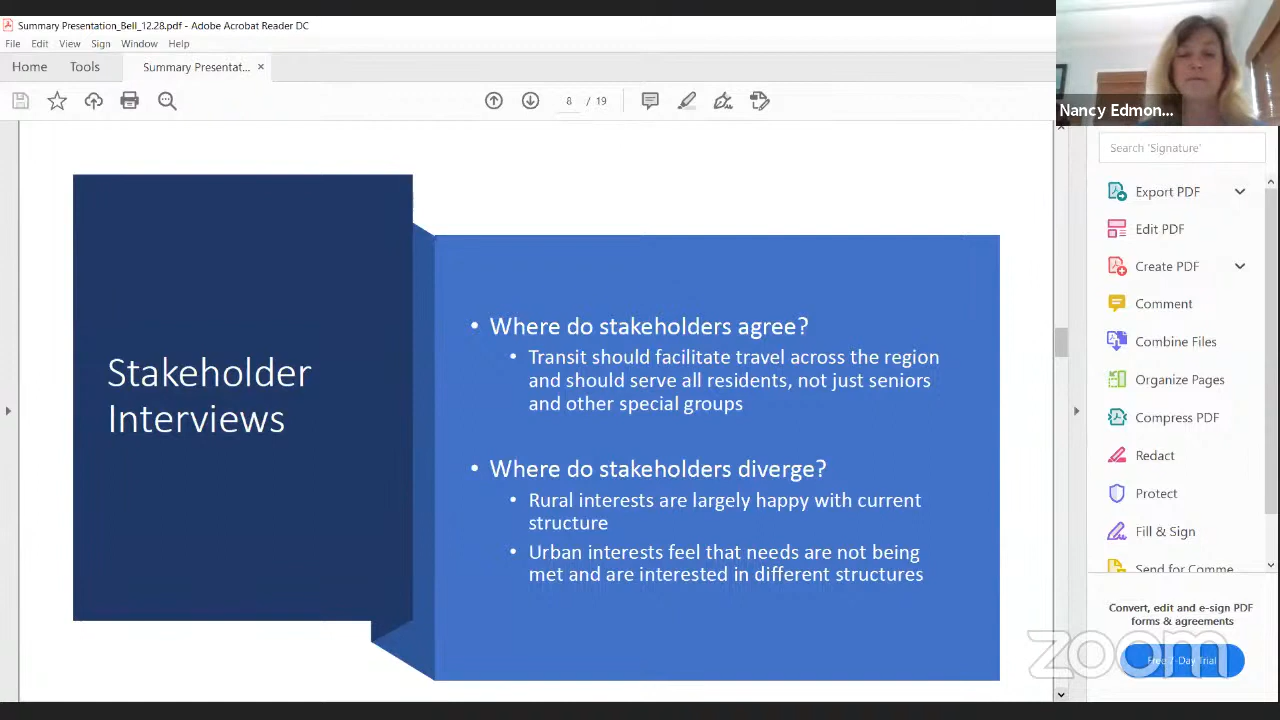 Summary Presentation_Bell_12.28.pdf - Adobe Acrobat Reader DC
File Edit View Sign Window Help
Home Tools Summary Presentat... ×
8 / 19
Nancy Edmon...
Search 'Signature'
Export PDF
Edit PDF
Create PDF
Comment
Combine Files
Organize Pages
Compress PDF
Redact
Protect
Fill & Sign
Send for Comme
Convert, edit and e-sign PDF
forms & agreements
Free 7-Day Trial
zoom
Stakeholder
Interviews
• Where do stakeholders agree?
• Transit should facilitate travel across the region
and should serve all residents, not just seniors
and other special groups
• Where do stakeholders diverge?
• Rural interests are largely happy with current
structure
• Urban interests feel that needs are not being
met and are interested in different structures